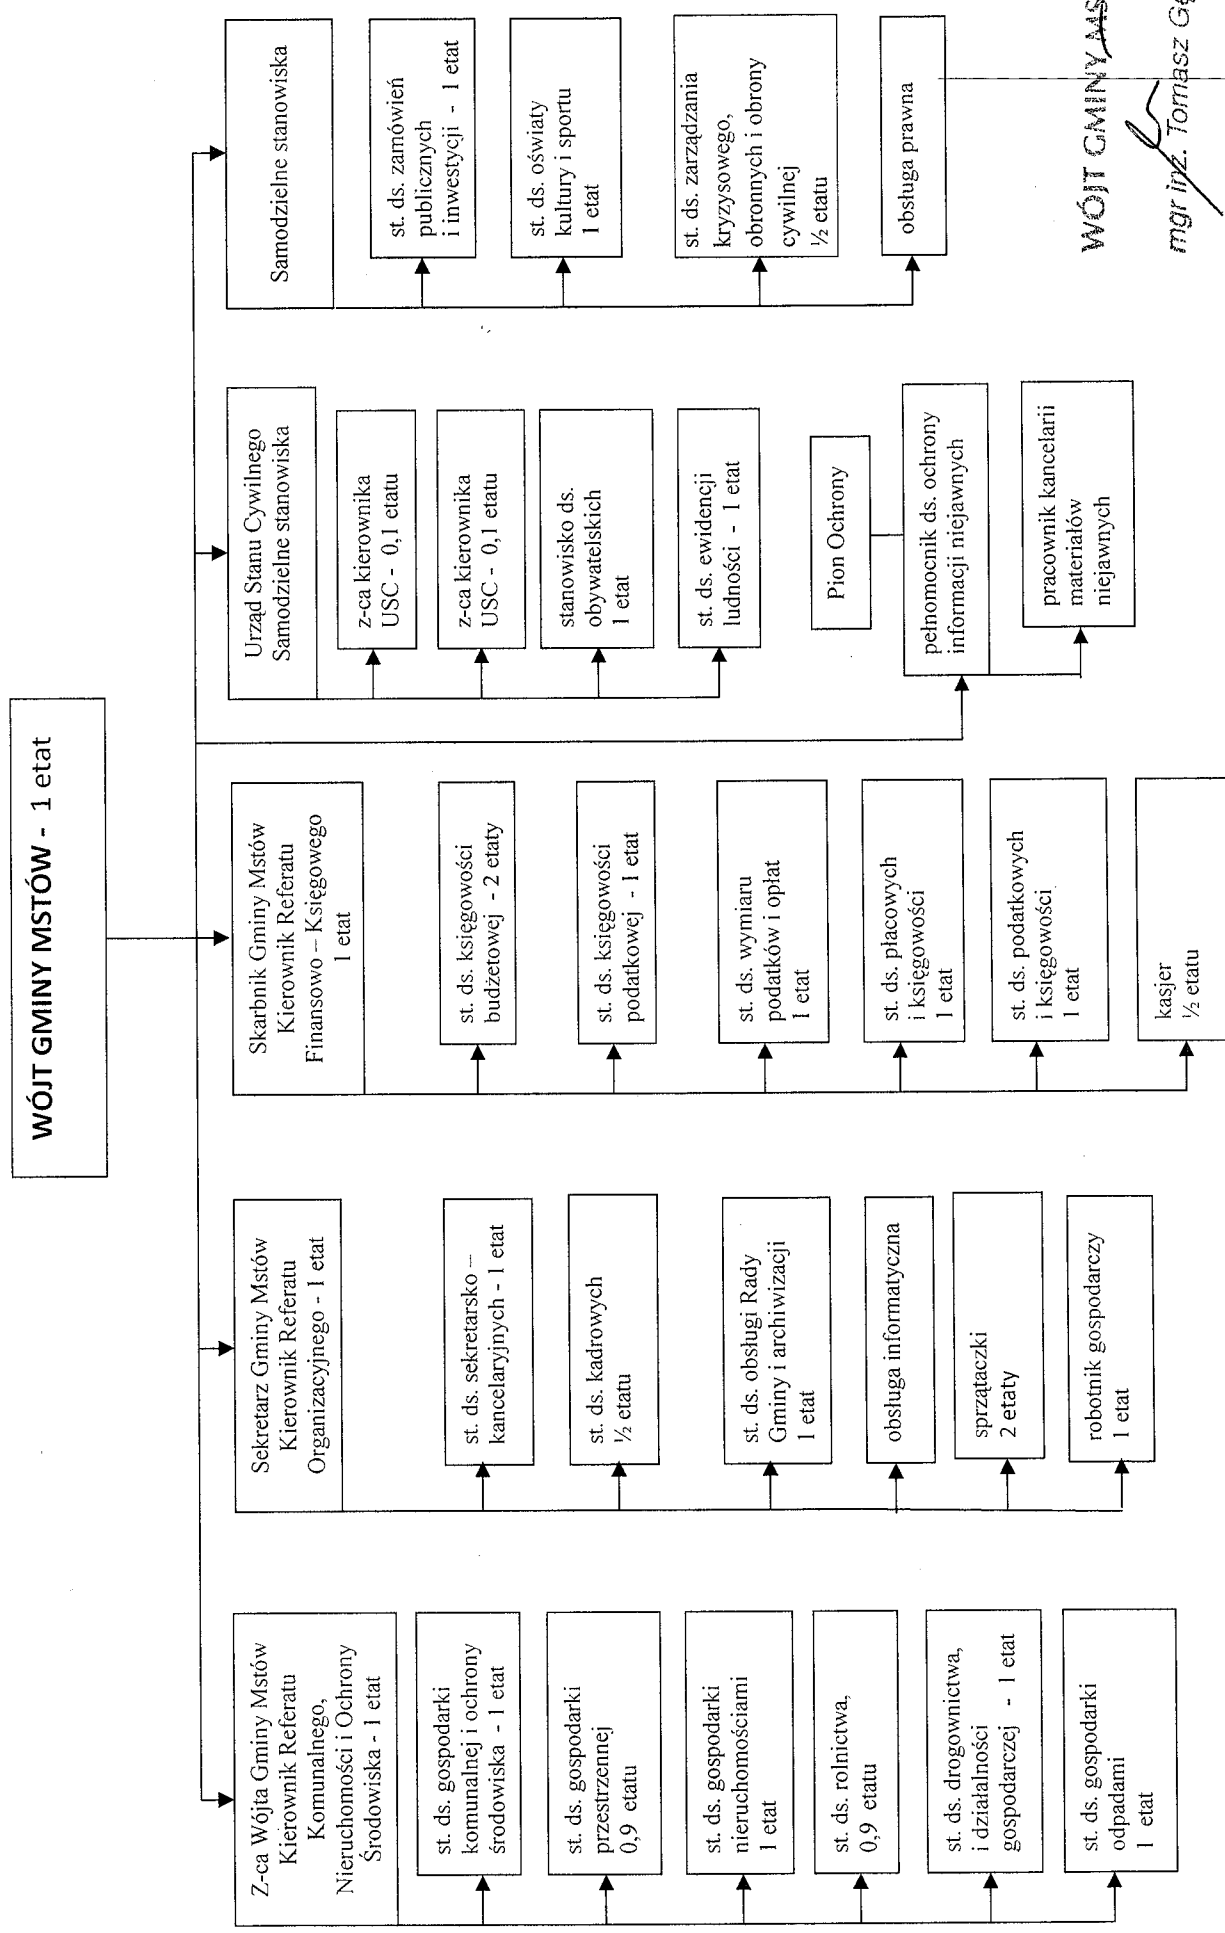 WÓJT GMINY MSTÓW - 1 etat
Z-ca Wójta Gminy Mstów
Kierownik Referatu
Komunalnego,
Nieruchomości i Ochrony
Środowiska - 1 etat
st. ds. gospodarki
komunalnej i ochrony
środowiska - 1 etat
st. ds. gospodarki
przestrzennej
0,9 etatu
st. ds. gospodarki
nieruchomościami
1 etat
st. ds. rolnictwa,
0,9 etatu
st. ds. drogownictwa,
i działalności
gospodarczej - 1 etat
st. ds. gospodarki
odpadami
1 etat
Sekretarz Gminy Mstów
Kierownik Referatu
Organizacyjnego - 1 etat
st. ds. sekretarsko –
kancelaryjnych - 1 etat
st. ds. kadrowych
½ etatu
st. ds. obsługi Rady
Gminy i archiwizacji
1 etat
obsługa informatyczna
sprzątaczki
2 etaty
robotnik gospodarczy
1 etat
Skarbnik Gminy Mstów
Kierownik Referatu
Finansowo – Księgowego
1 etat
st. ds. księgowości
budżetowej - 2 etaty
st. ds. księgowości
podatkowej - 1 etat
st. ds. wymiaru
podatków i opłat
1 etat
st. ds. płacowych
i księgowości
1 etat
st. ds. podatkowych
i księgowości
1 etat
kasjer
½ etatu
Urząd Stanu Cywilnego
Samodzielne stanowiska
z-ca kierownika
USC - 0,1 etatu
z-ca kierownika
USC - 0,1 etatu
stanowisko ds.
obywatelskich
1 etat
st. ds. ewidencji
ludności - 1 etat
Pion Ochrony
pełnomocnik ds. ochrony
informacji niejawnych
pracownik kancelarii
materiałów
niejawnych
Samodzielne stanowiska
st. ds. zamówień
publicznych
i inwestycji - 1 etat
st. ds. oświaty
kultury i sportu
1 etat
st. ds. zarządzania
kryzysowego,
obronnych i obrony
cywilnej
½ etatu
obsługa prawna
WÓJT GMINY
mgr inż. Tomasz